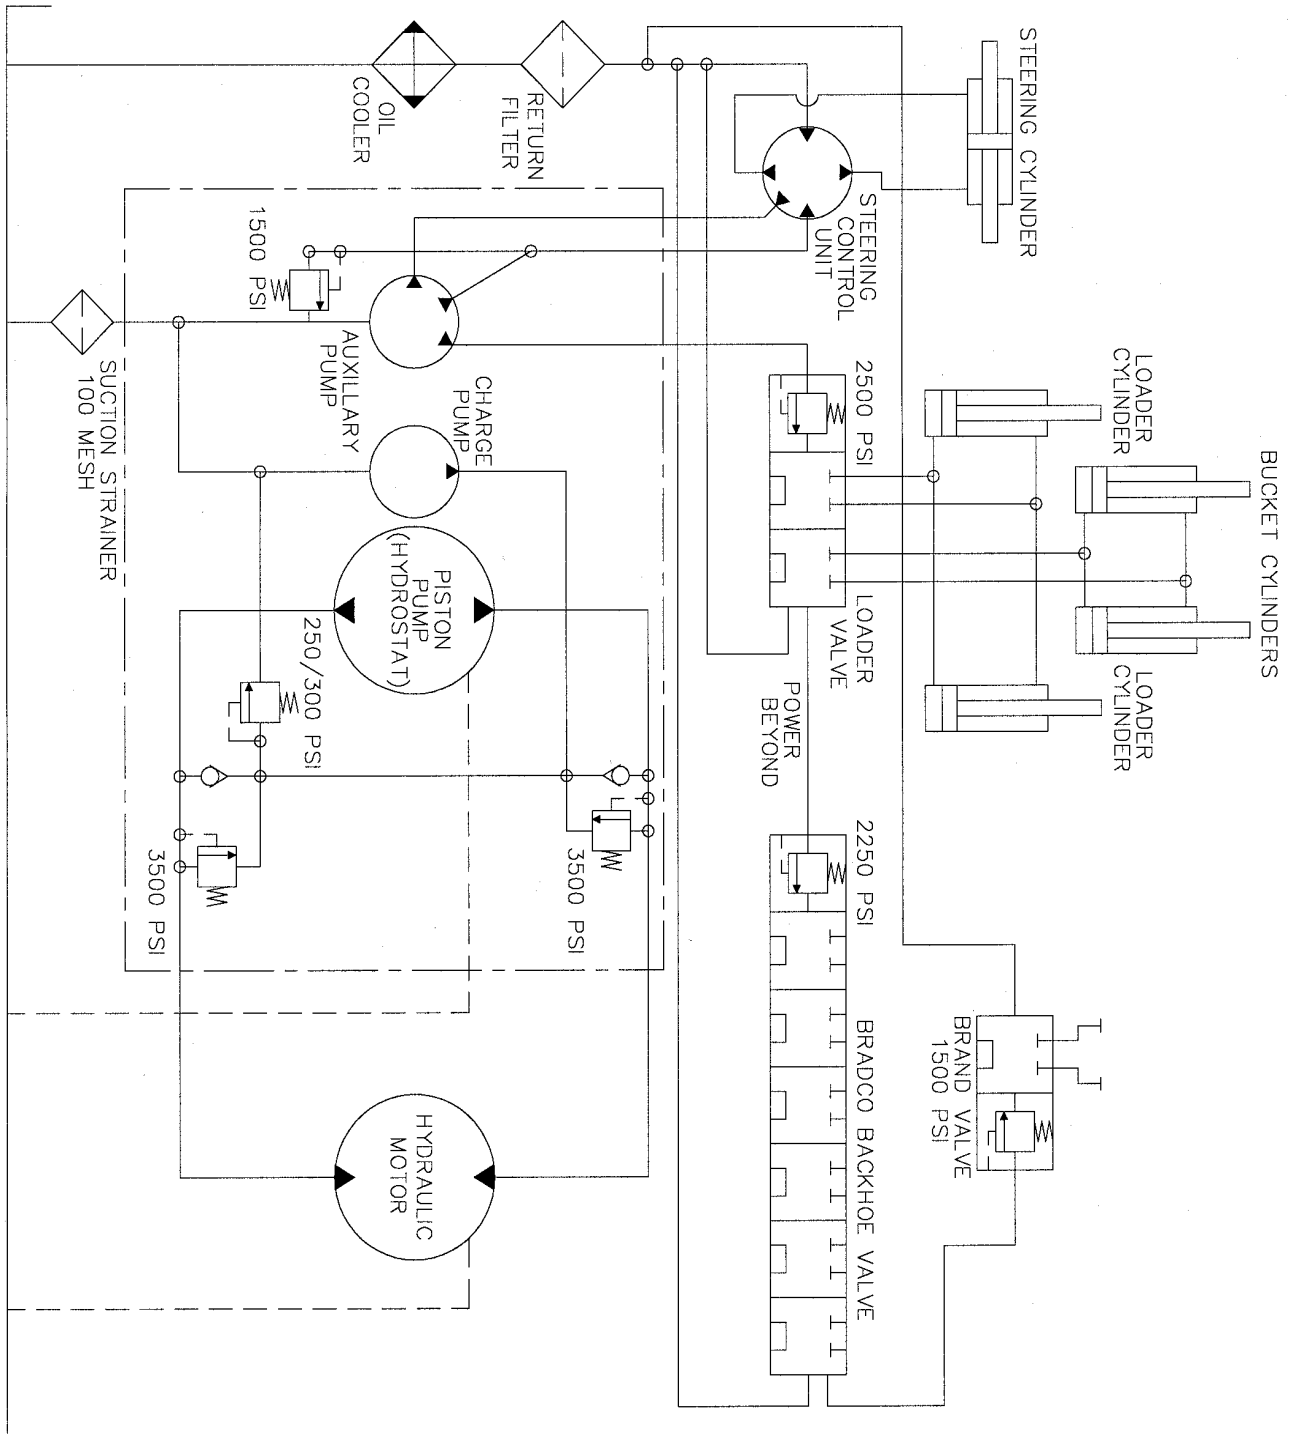 BUCKET CYLINDERS
STEERING CYLINDER
LOADER
CYLINDER
LOADER
CYLINDER
BRAND VALVE
1500 PSI
STEERING
CONTROL
UNIT
2500 PSI
LOADER
VALVE
2250 PSI
BRADCO BACKHOE VALVE
POWER
BEYOND
RETURN
FILTER
3500 PSI
CHARGE
PUMP
PISTON
PUMP
(HYDROSTAT)
HYDRAULIC
MOTOR
OIL
COOLER
AUXILLARY
PUMP
250/300 PSI
1500 PSI
3500 PSI
SUCTION STRAINER
100 MESH